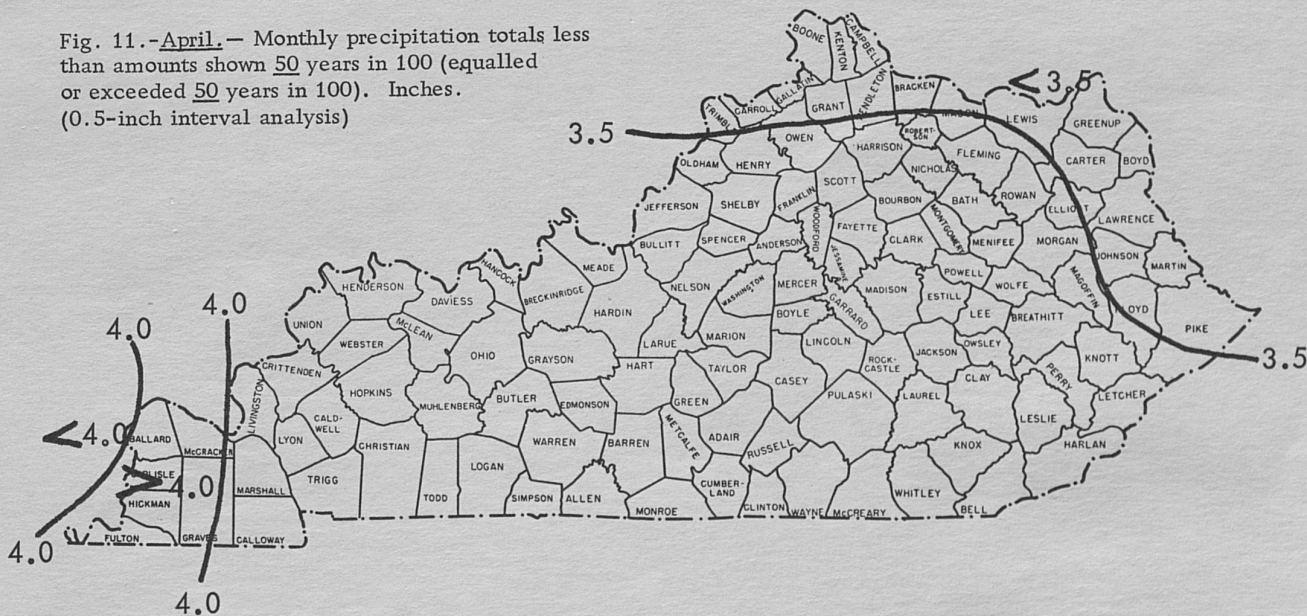 Fig. 11.-April.— Monthly precipitation totals less
than amounts shown 50 years in 100 (equalled
or exceeded 50 years in 100). Inches.
(0.5-inch interval analysis)
BOONE
KENTON
CAMPBELL
GALLATIN
CARROLL
GRANT
BRACKEN
<3.5
LEWIS
GREENUP
3.5
OWEN
ROBERT-
SON
HARRISON
FLEMING
CARTER
BOYD
OLDHAM
HENRY
NICHOLAS
SCOTT
FRANKLIN
ROWAN
JEFFERSON
SHELBY
BOURBON
BATH
ELLIOTT
LAWRENCE
WOODFORD
FAYETTE
MONTGOMERY
BULLITT
SPENCER
ANDERSON
CLARK
MENIFEE
MORGAN
JOHNSON
MARTIN
JESSAMINE
HANCOCK
MEADE
POWELL
MAGOFFIN
HENDERSON
DAVIESS
BRECKINRIDGE
NELSON
WASHINGTON
MERCER
MADISON
WOLFE
4.0
4.0
HARDIN
GARRARD
ESTILL
LEE
BREATHITT
FLOYD
PIKE
UNION
McLEAN
BOYLE
WEBSTER
LARUE
MARION
LINCOLN
OWSLEY
OHIO
GRAYSON
JACKSON
KNOTT
3.5
CRITTENDEN
HART
TAYLOR
ROCK-
CASTLE
PERRY
HOPKINS
CASEY
CLAY
LIVINGSTON
MUHLENBERG
BUTLER
EDMONSON
GREEN
PULASKI
LAUREL
LETCHER
CALD-
WELL
LESLIE
<4.0
BALLARD
LYON
CHRISTIAN
WARREN
BARREN
METCALFE
ADAIR
RUSSELL
KNOX
HARLAN
McCRACKEN
LOGAN
>4.0
CARLISLE
TRIGG
MARSHALL
CUMBER-
LAND
WHITLEY
HICKMAN
TODD
SIMPSON
ALLEN
MONROE
CLINTON
WAYNE
McCREARY
BELL
FULTON
GRAVES
CALLOWAY
4.0
4.0